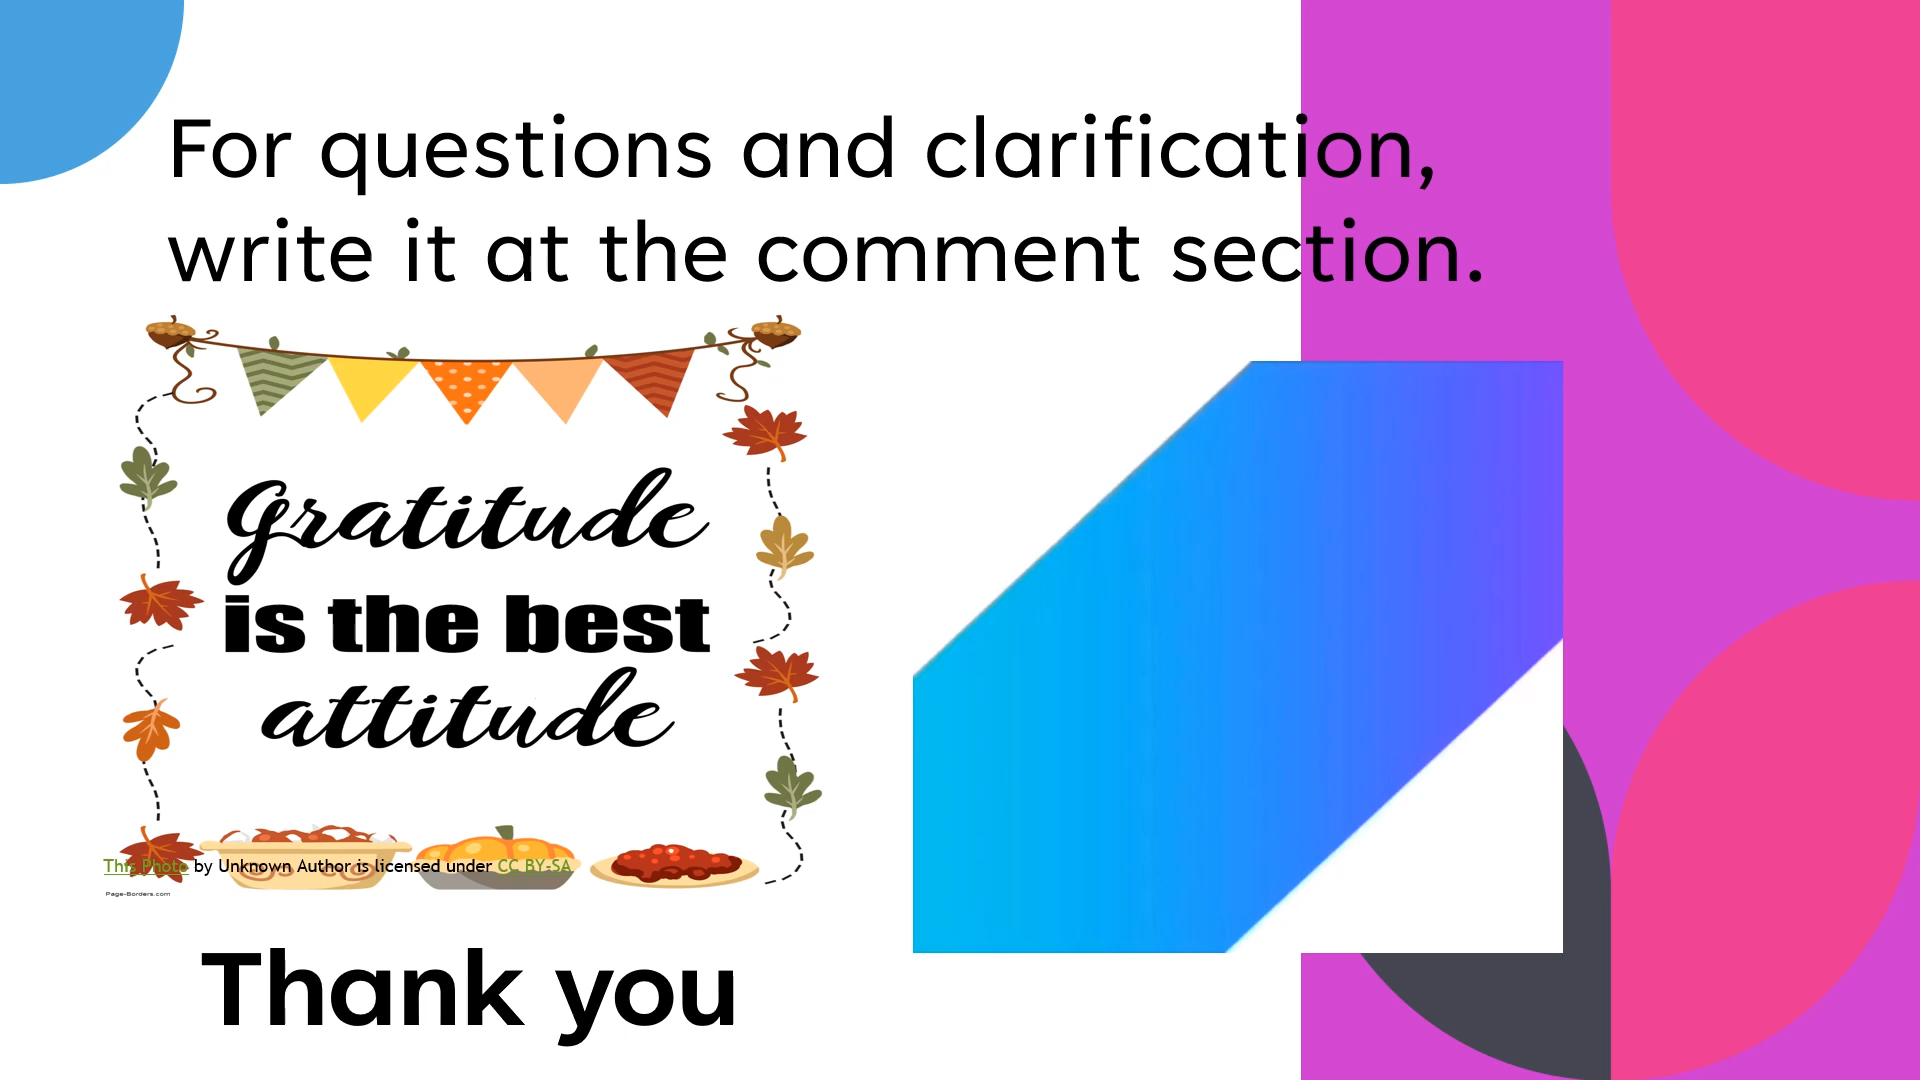 For questions and clarification,
write it at the comment section.
Gratitude
is the best
attitude
This Photo by Unknown Author is licensed under CC BY-SA
Page-Borders.com
Thank you